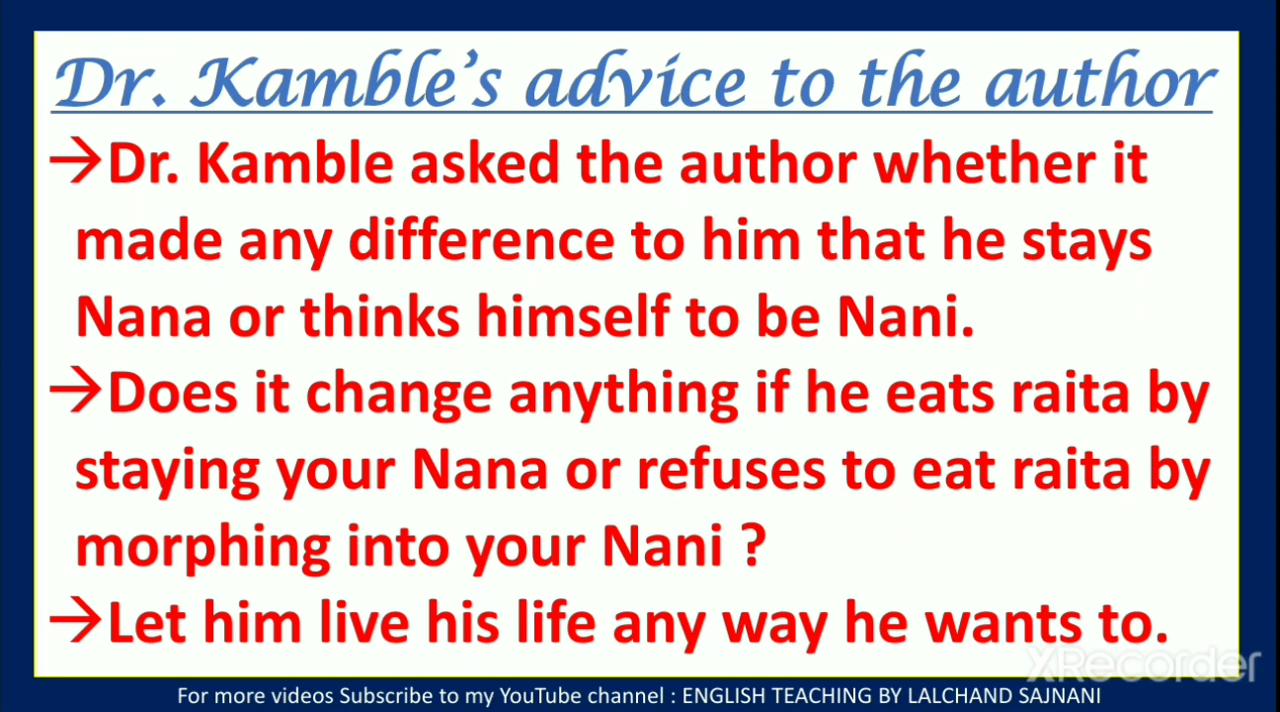 Dr. Kamble's advice to the author
→Dr. Kamble asked the author whether it
made any difference to him that he stays
Nana or thinks himself to be Nani.
→Does it change anything if he eats raita by
staying your Nana or refuses to eat raita by
morphing into your Nani ?
→Let him live his life any way he wants to.
XRecorder
For more videos Subscribe to my YouTube channel : ENGLISH TEACHING BY LALCHAND SAJNANI